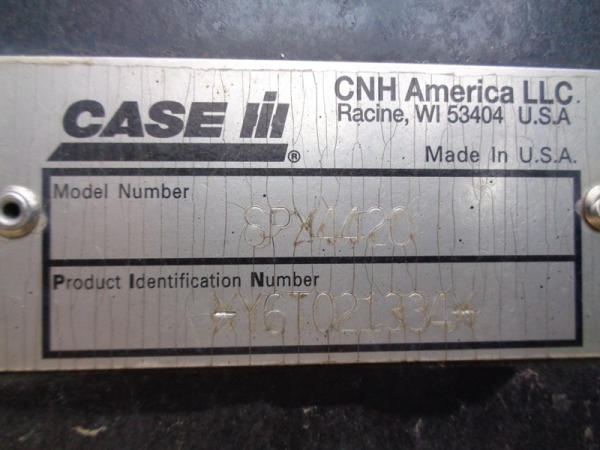 CASE IH®
CNH America LLC
Racine, WI 53404 U.S.A
Made In U.S.A.
Model Number
SPX4420
Product Identification Number
*Y6T021334*